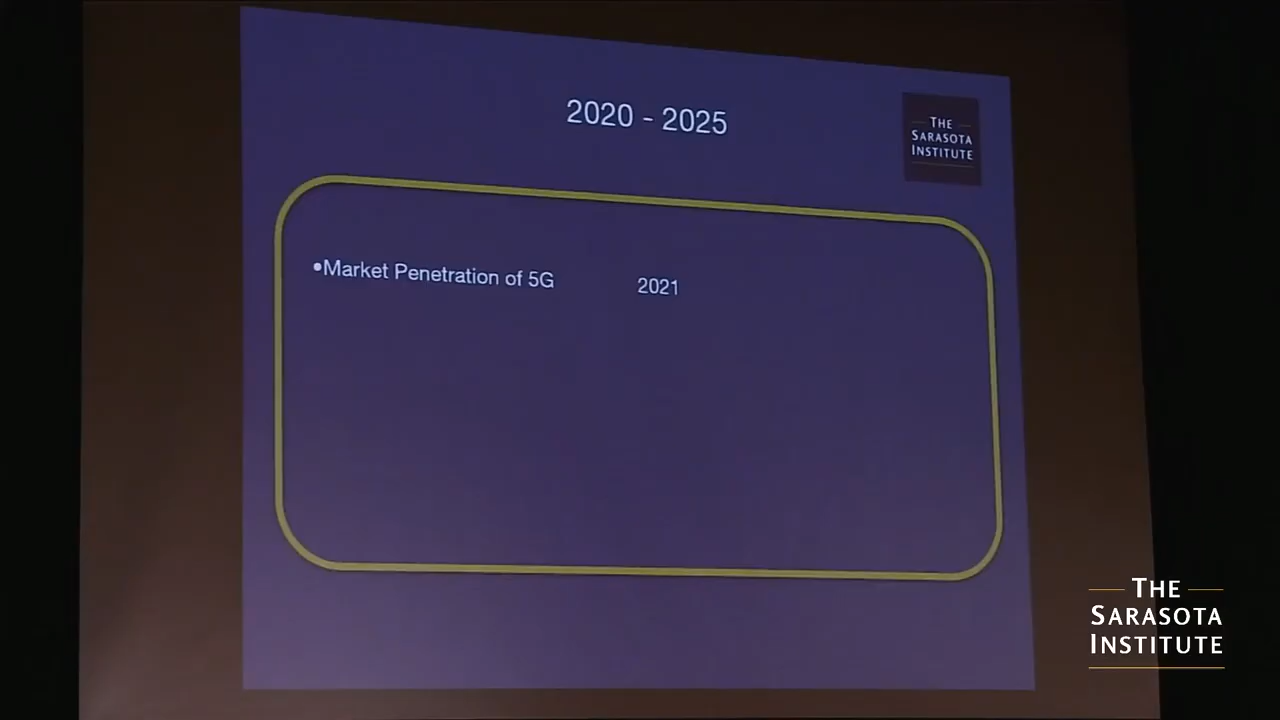 2020 - 2025
THE
SARASOTA
INSTITUTE
•Market Penetration of 5G 2021
THE
SARASOTA
INSTITUTE